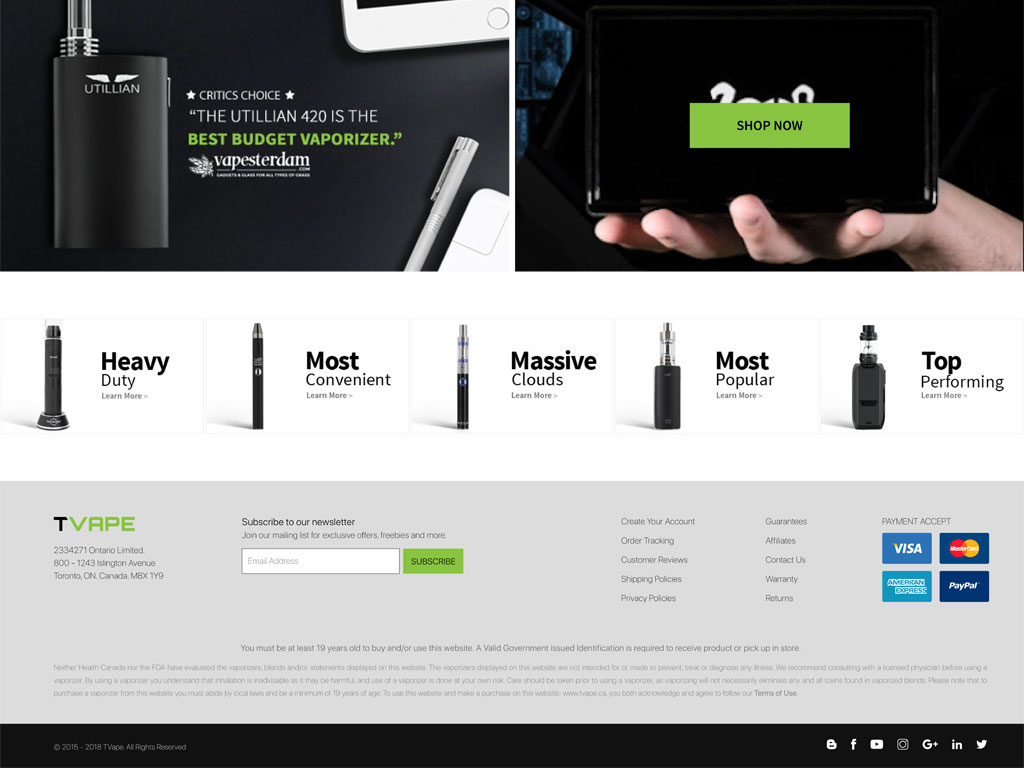 UTILLIAN
★ CRITICS CHOICE ★
“THE UTILLIAN 420 IS THE
BEST BUDGET VAPORIZER.”
vapesterdam
.COM
GADGETS & GLASS FOR ALL TYPES OF GRASS
SHOP NOW
Heavy
Duty
Learn More >
Most
Convenient
Learn More >
Massive
Clouds
Learn More >
Most
Popular
Learn More >
Top
Performing
Learn More >
TVAPE
2334271 Ontario Limited.
800 - 1243 Islington Avenue
Toronto, ON. Canada. M8X 1Y9
Subscribe to our newsletter
Join our mailing list for exclusive offers, freebies and more.
Email Address
SUBSCRIBE
Create Your Account
Order Tracking
Customer Reviews
Shipping Policies
Privacy Policies
Guarantees
Affiliates
Contact Us
Warranty
Returns
PAYMENT ACCEPT
VISA
MasterCard
AMERICAN EXPRESS
PayPal
You must be at least 19 years old to buy and/or use this website. A Valid Government issued Identification is required to receive product or pick up in store.
Neither Health Canada nor the FDA have evaluated the vaporizers, blends and/or statements displayed on this website. The vaporizers displayed on this website are not intended for or made to prevent, treat or diagnose any illness. We recommend consulting with a licensed physician before using a
vaporizer. By using a vaporizer you understand that inhalation is inadvisable as it may be harmful, and use of a vaporizer is done at your own risk. Care should be taken prior to using a vaporizer, as vaporizing will not necessarily eliminate any and all toxins found in vaporized blends. Please note that to
purchase a vaporizer from this website you must abide by local laws and be a minimum of 19 years of age. To use this website and make a purchase on this website: www.tvape.ca, you both acknowledge and agree to follow our Terms of Use.
© 2015 - 2018 TVape. All Rights Reserved